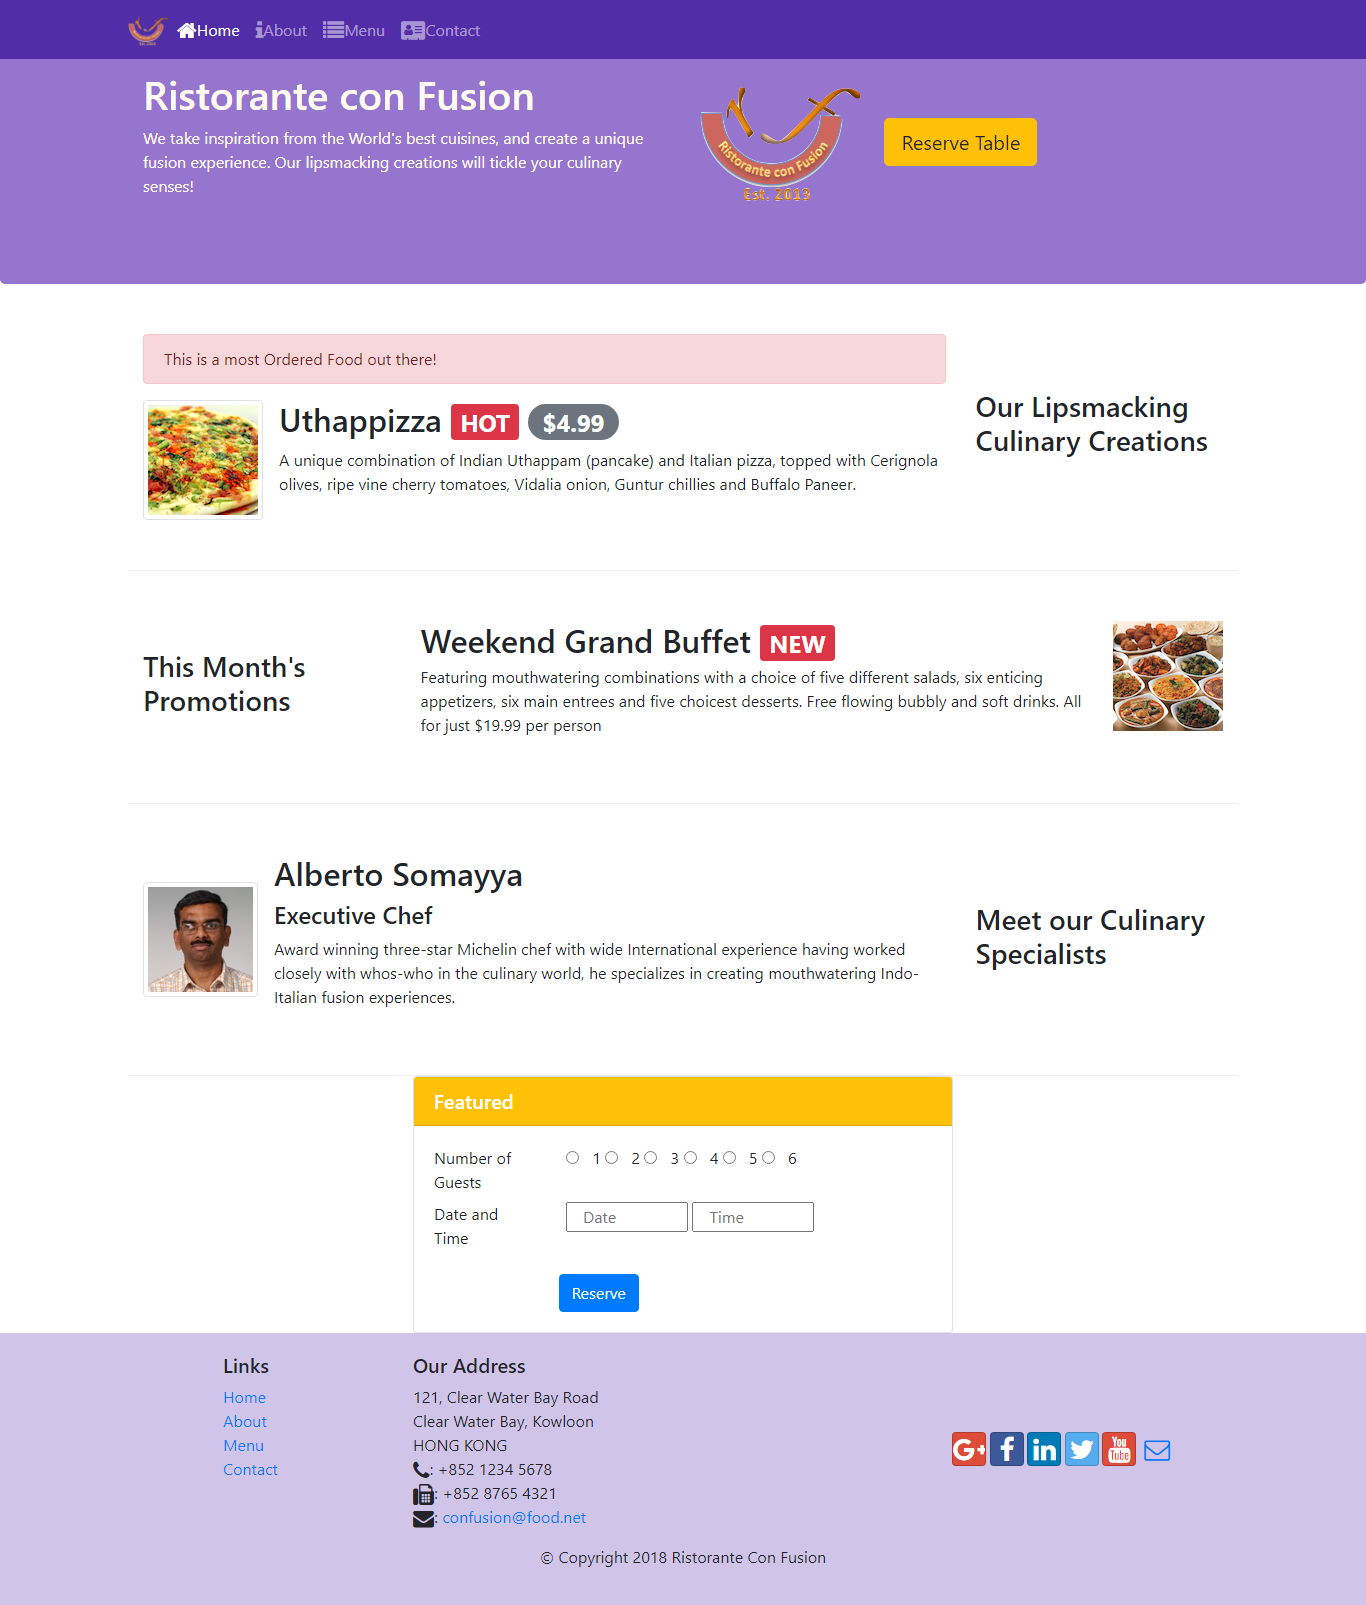 Home About Menu Contact
Ristorante con Fusion
We take inspiration from the World's best cuisines, and create a unique
fusion experience. Our lipsmacking creations will tickle your culinary
senses!
Ristorante con Fusion
Est. 2013
Reserve Table
This is a most Ordered Food out there!
Uthappizza HOT $4.99
A unique combination of Indian Uthappam (pancake) and Italian pizza, topped with Cerignola
olives, ripe vine cherry tomatoes, Vidalia onion, Guntur chillies and Buffalo Paneer.
Our Lipsmacking
Culinary Creations
This Month's
Promotions
Weekend Grand Buffet NEW
Featuring mouthwatering combinations with a choice of five different salads, six enticing
appetizers, six main entrees and five choicest desserts. Free flowing bubbly and soft drinks. All
for just $19.99 per person
Alberto Somayya
Executive Chef
Award winning three-star Michelin chef with wide International experience having worked
closely with whos-who in the culinary world, he specializes in creating mouthwatering Indo-
Italian fusion experiences.
Meet our Culinary
Specialists
Featured
Number of
Guests
1 2 3 4 5 6
Date and
Time
Date Time
Reserve
Links
Home
About
Menu
Contact
Our Address
121, Clear Water Bay Road
Clear Water Bay, Kowloon
HONG KONG
: +852 1234 5678
: +852 8765 4321
: confusion@food.net
G+ f in You Tube
© Copyright 2018 Ristorante Con Fusion